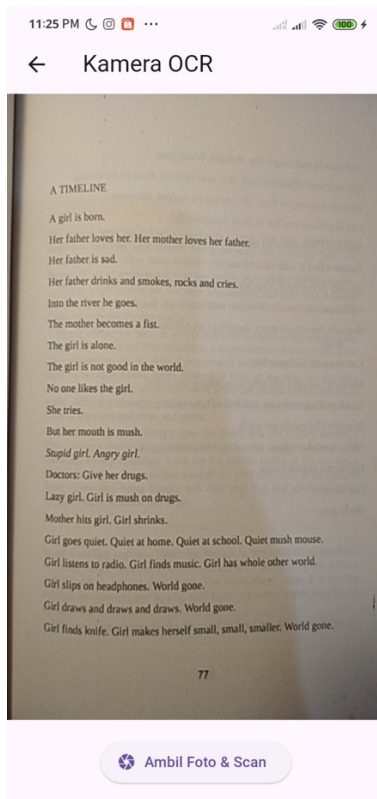 11:25 PM
100
Kamera OCR
A TIMELINE
A girl is born.
Her father loves her. Her mother loves her father.
Her father is sad.
Her father drinks and smokes, rocks and cries.
Into the river he goes.
The mother becomes a fist.
The girl is alone.
The girl is not good in the world.
No one likes the girl.
She tries.
But her mouth is mush.
Stupid girl. Angry girl.
Doctors: Give her drugs.
Lazy girl. Girl is mush on drugs.
Mother hits girl. Girl shrinks.
Girl goes quiet. Quiet at home. Quiet at school. Quiet mush mouse.
Girl listens to radio. Girl finds music. Girl has whole other world.
Girl slips on headphones. World gone.
Girl draws and draws and draws. World gone.
Girl finds knife. Girl makes herself small, small, smaller. World gone.
77
Ambil Foto & Scan